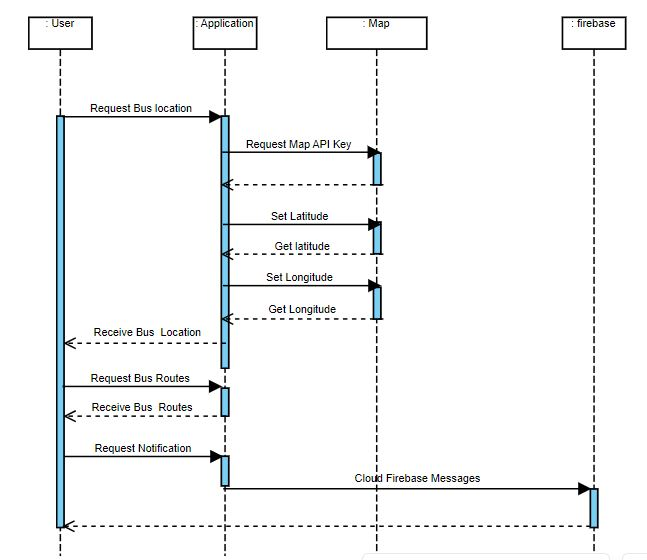 : User
: Application
: Map
: firebase
Request Bus location
Request Map API Key
Set Latitude
Get latitude
Set Longitude
Get Longitude
Receive Bus Location
Request Bus Routes
Receive Bus Routes
Request Notification
Cloud Firebase Messages